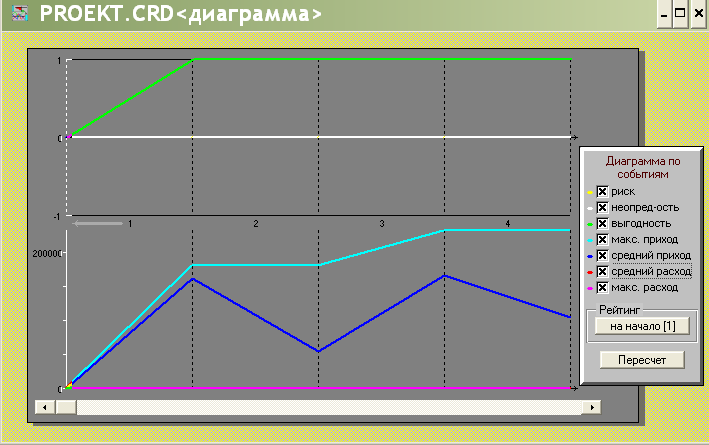 PROEKT.CRD<диаграмма>
1
0
-1
1 2 3 4
200000
0
Диаграмма по
событиям
риск
неопред-ость
выгодность
макс. приход
средний приход
средний расход
макс. расход
Рейтинг
на начало [1]
Пересчет